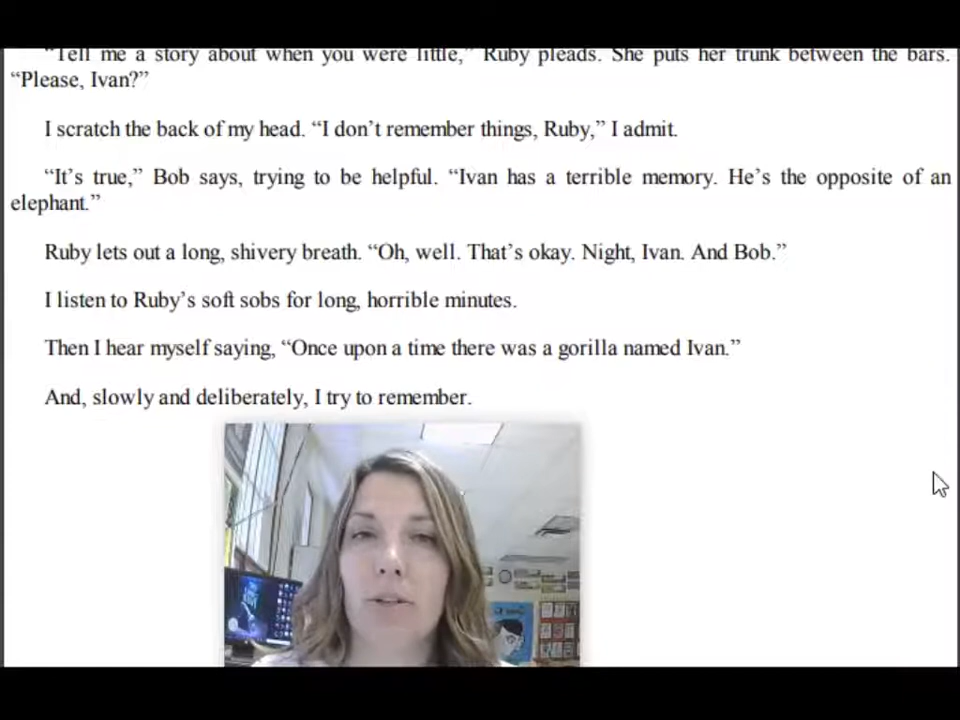 “Tell me a story about when you were little,” Ruby pleads. She puts her trunk between the bars.
“Please, Ivan?”
I scratch the back of my head. “I don’t remember things, Ruby,” I admit.
“It’s true,” Bob says, trying to be helpful. “Ivan has a terrible memory. He’s the opposite of an
elephant.”
Ruby lets out a long, shivery breath. “Oh, well. That’s okay. Night, Ivan. And Bob.”
I listen to Ruby’s soft sobs for long, horrible minutes.
Then I hear myself saying, “Once upon a time there was a gorilla named Ivan.”
And, slowly and deliberately, I try to remember.